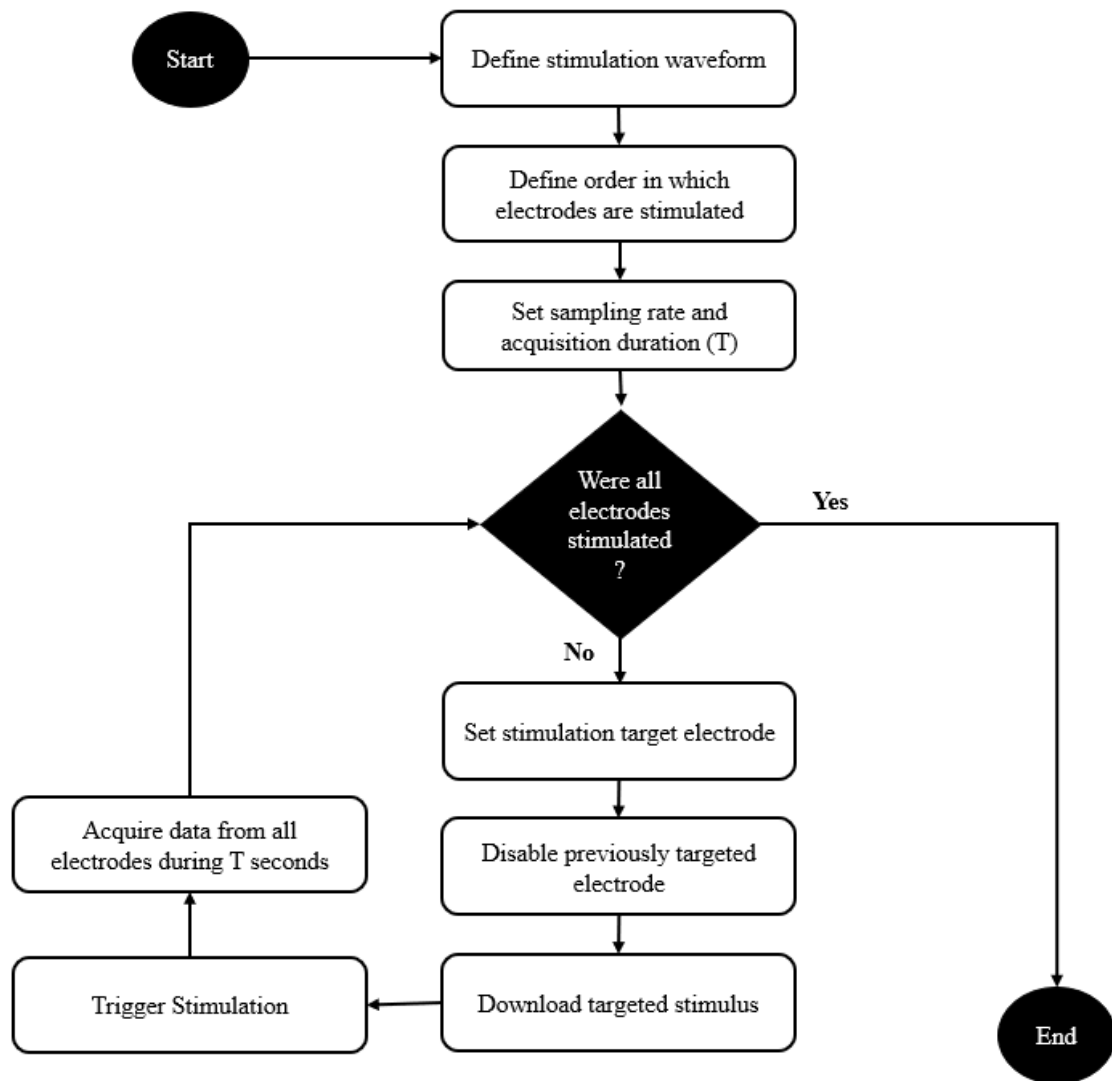 Start
Define stimulation waveform
Define order in which
electrodes are stimulated
Set sampling rate and
acquisition duration (T)
Were all
electrodes
stimulated
?
Yes
No
Set stimulation target electrode
Disable previously targeted
electrode
Download targeted stimulus
Trigger Stimulation
Acquire data from all
electrodes during T seconds
End